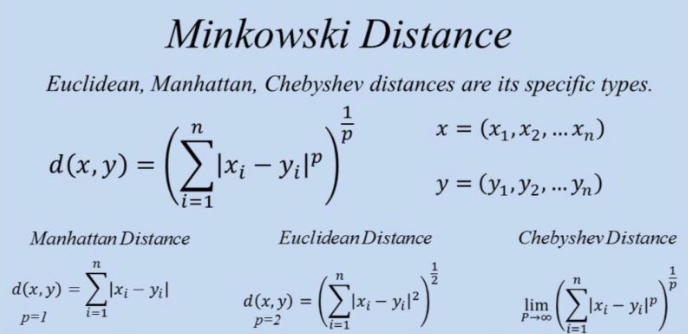 Minkowski Distance
Euclidean, Manhattan, Chebyshev distances are its specific types.
d(x, y) = (∑_{i=1}^{n} |x_i − y_i|^p)^{1/p}
x = (x_1, x_2, … x_n)
y = (y_1, y_2, … y_n)
Manhattan Distance
d(x, y) = ∑_{i=1}^{n} |x_i − y_i|
p=1
Euclidean Distance
d(x, y) = (∑_{i=1}^{n} |x_i − y_i|^2)^{1/2}
p=2
Chebyshev Distance
lim_{P→∞} (∑_{i=1}^{n} |x_i − y_i|^p)^{1/p}